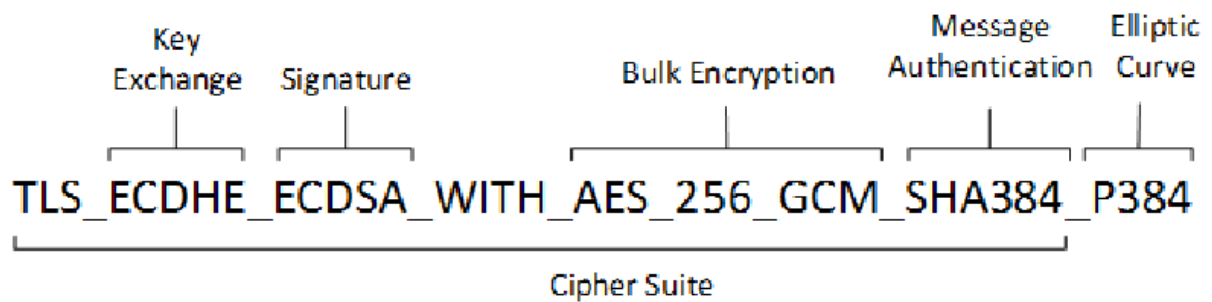 Key
Exchange
Signature
Bulk Encryption
Message
Authentication
Elliptic
Curve
TLS_ECDHE_ECDSA_WITH_AES_256_GCM_SHA384_P384
Cipher Suite